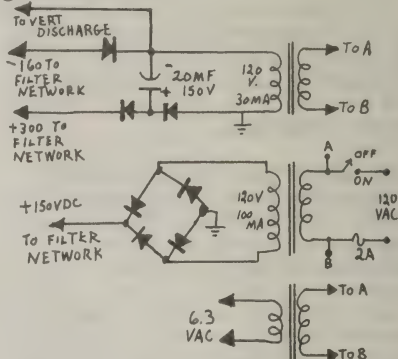 TO VERT
DISCHARGE
-160 TO
FILTER
NETWORK
- 20MF
+ 150V
120
V.
30MA
TO A
TO B
+300 TO
FILTER
NETWORK
A
OFF
ON
120
VAC
+150VDC
TO FILTER
NETWORK
120V
100
MA
B
2A
6.3
VAC
TO A
TO B